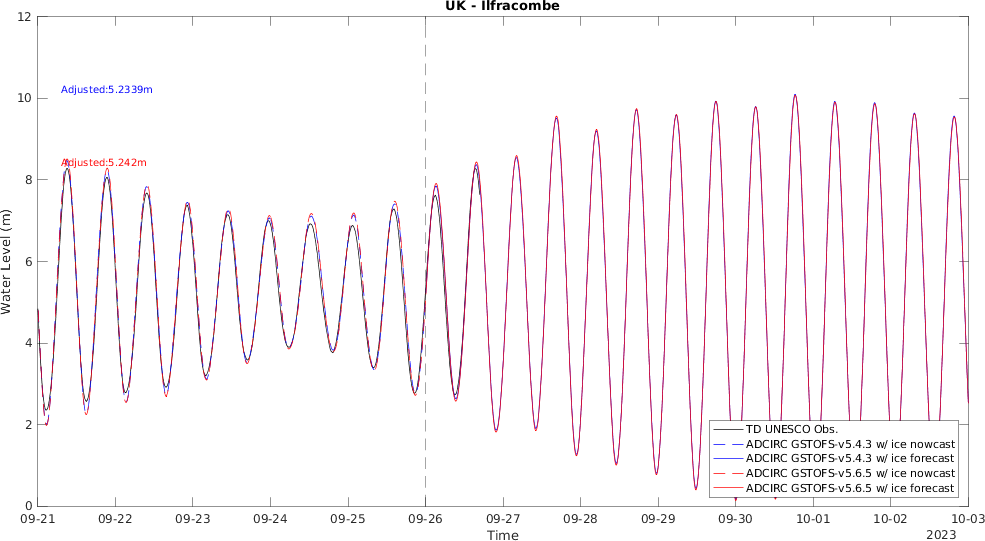 UK - Ilfracombe
12
10
8
6
4
2
0
Water Level (m)
Adjusted:5.2339m
Adjusted:5.242m
TD UNESCO Obs.
ADCIRC GSTOFS-v5.4.3 w/ ice nowcast
ADCIRC GSTOFS-v5.4.3 w/ ice forecast
ADCIRC GSTOFS-v5.6.5 w/ ice nowcast
ADCIRC GSTOFS-v5.6.5 w/ ice forecast
09-21 09-22 09-23 09-24 09-25 09-26 09-27 09-28 09-29 09-30 10-01 10-02 10-03
Time
2023